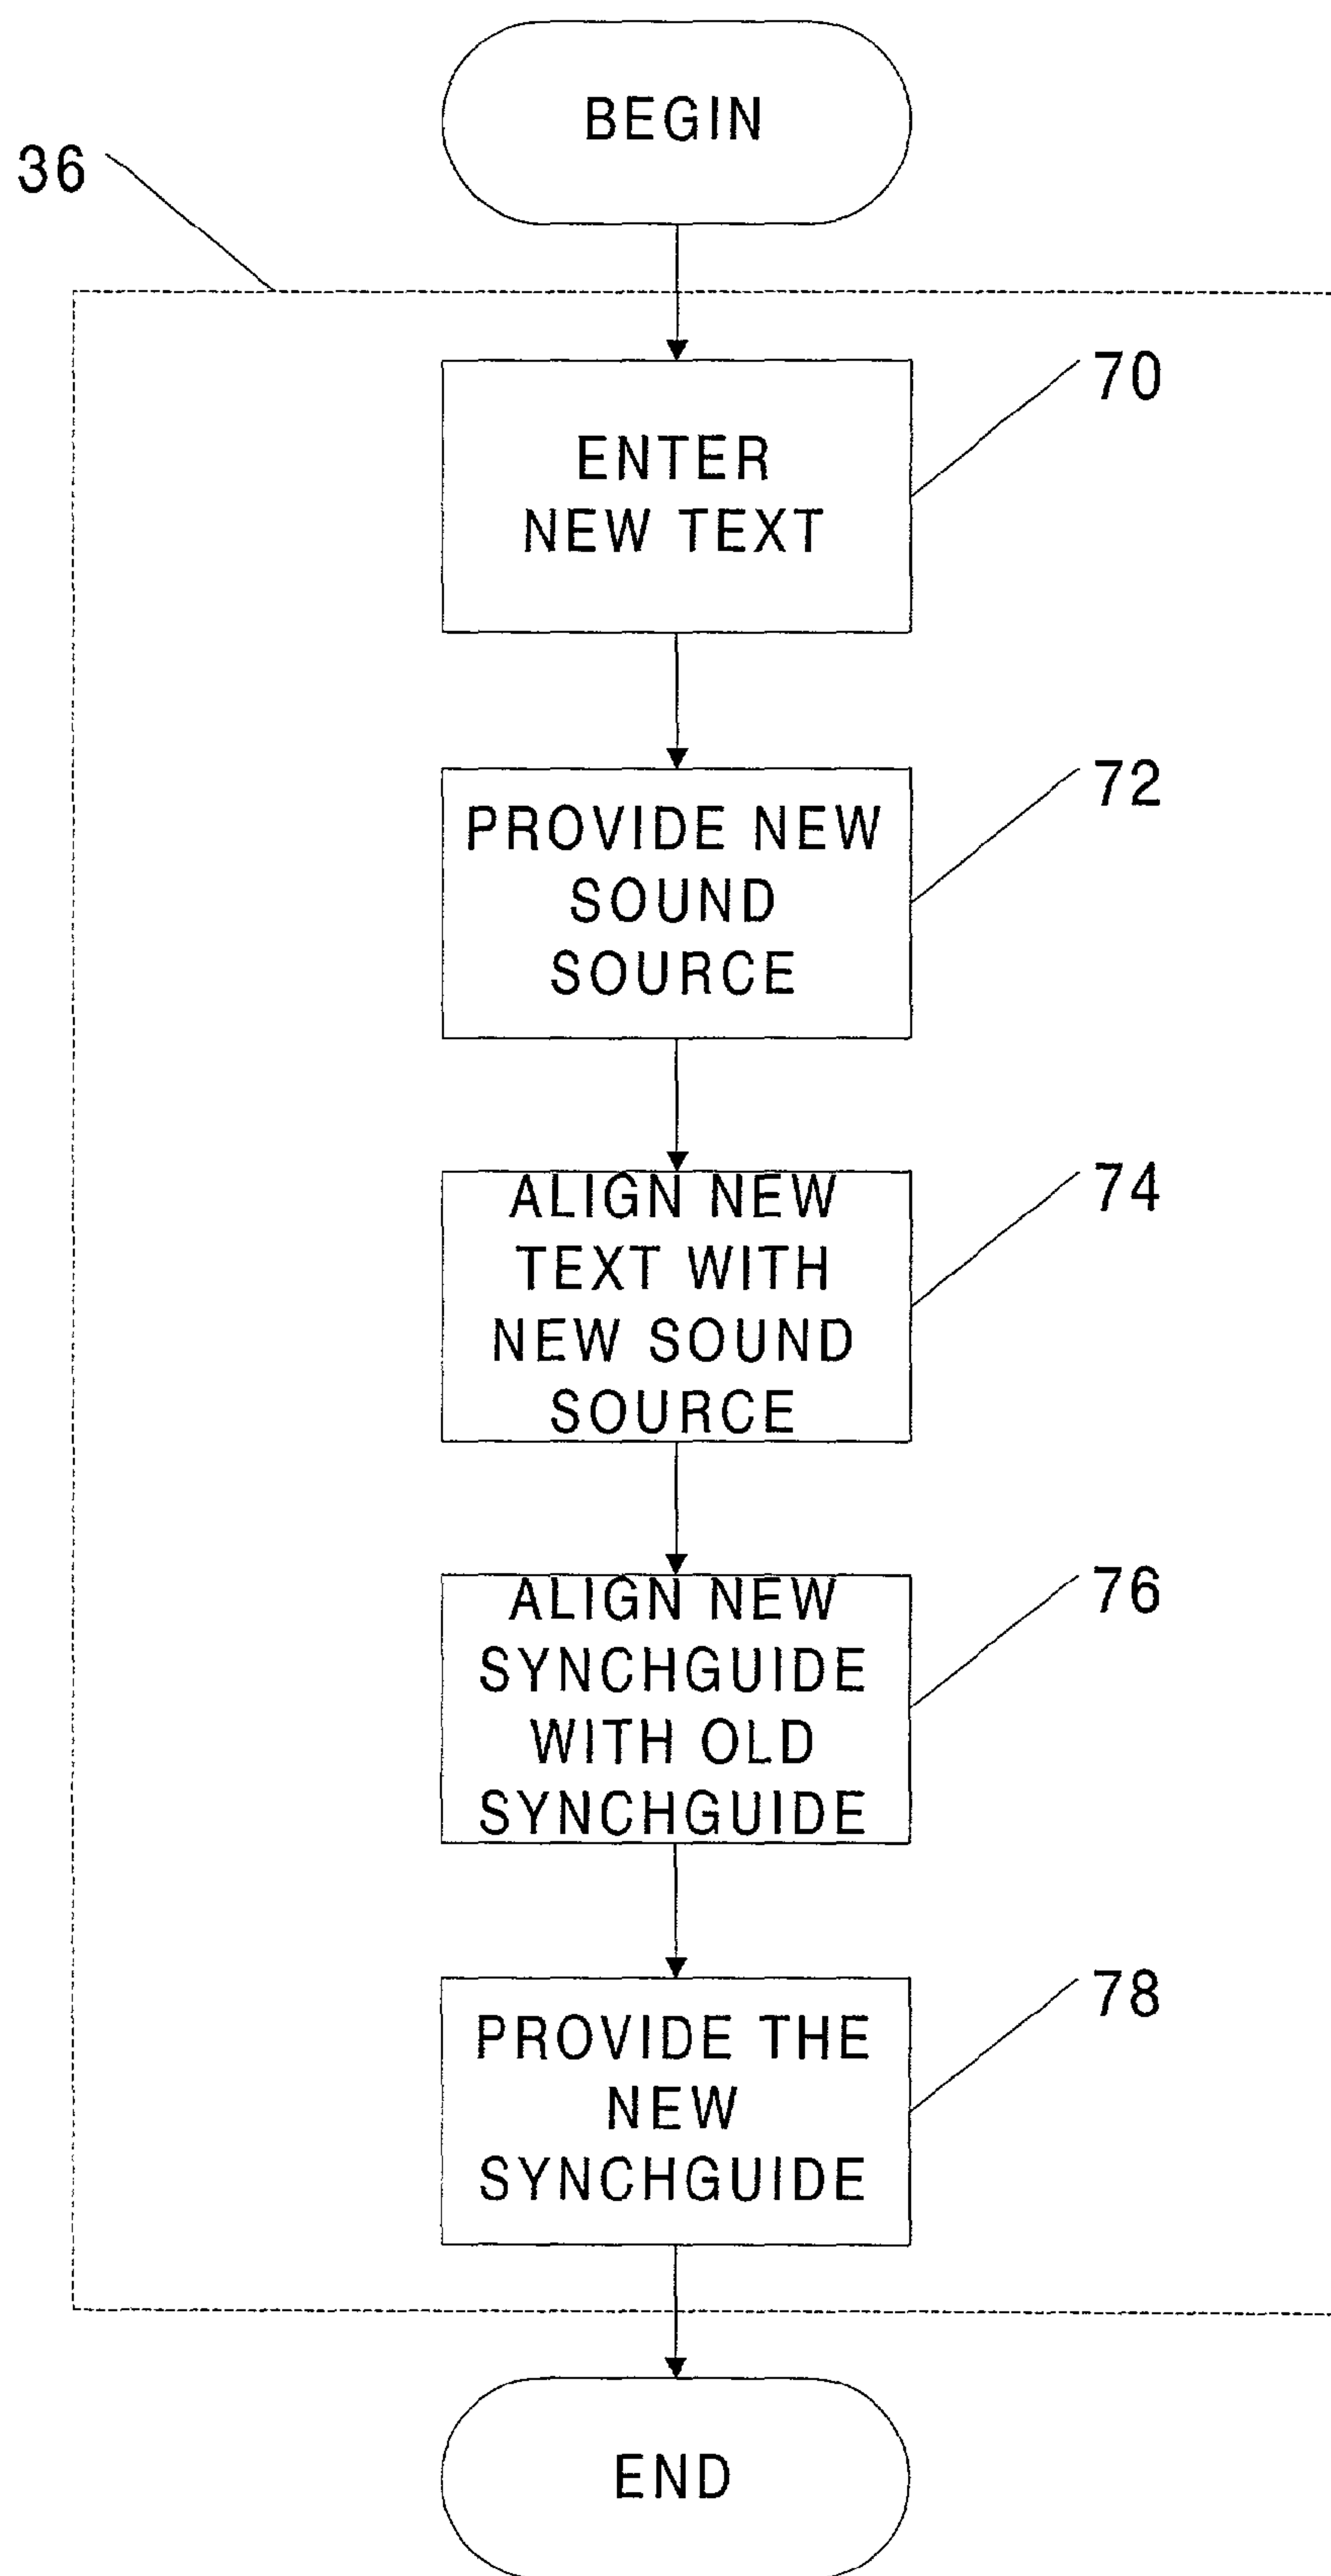 BEGIN
36
70
ENTER
NEW TEXT
72
PROVIDE NEW
SOUND
SOURCE
74
ALIGN NEW
TEXT WITH
NEW SOUND
SOURCE
76
ALIGN NEW
SYNCHGUIDE
WITH OLD
SYNCHGUIDE
78
PROVIDE THE
NEW
SYNCHGUIDE
END